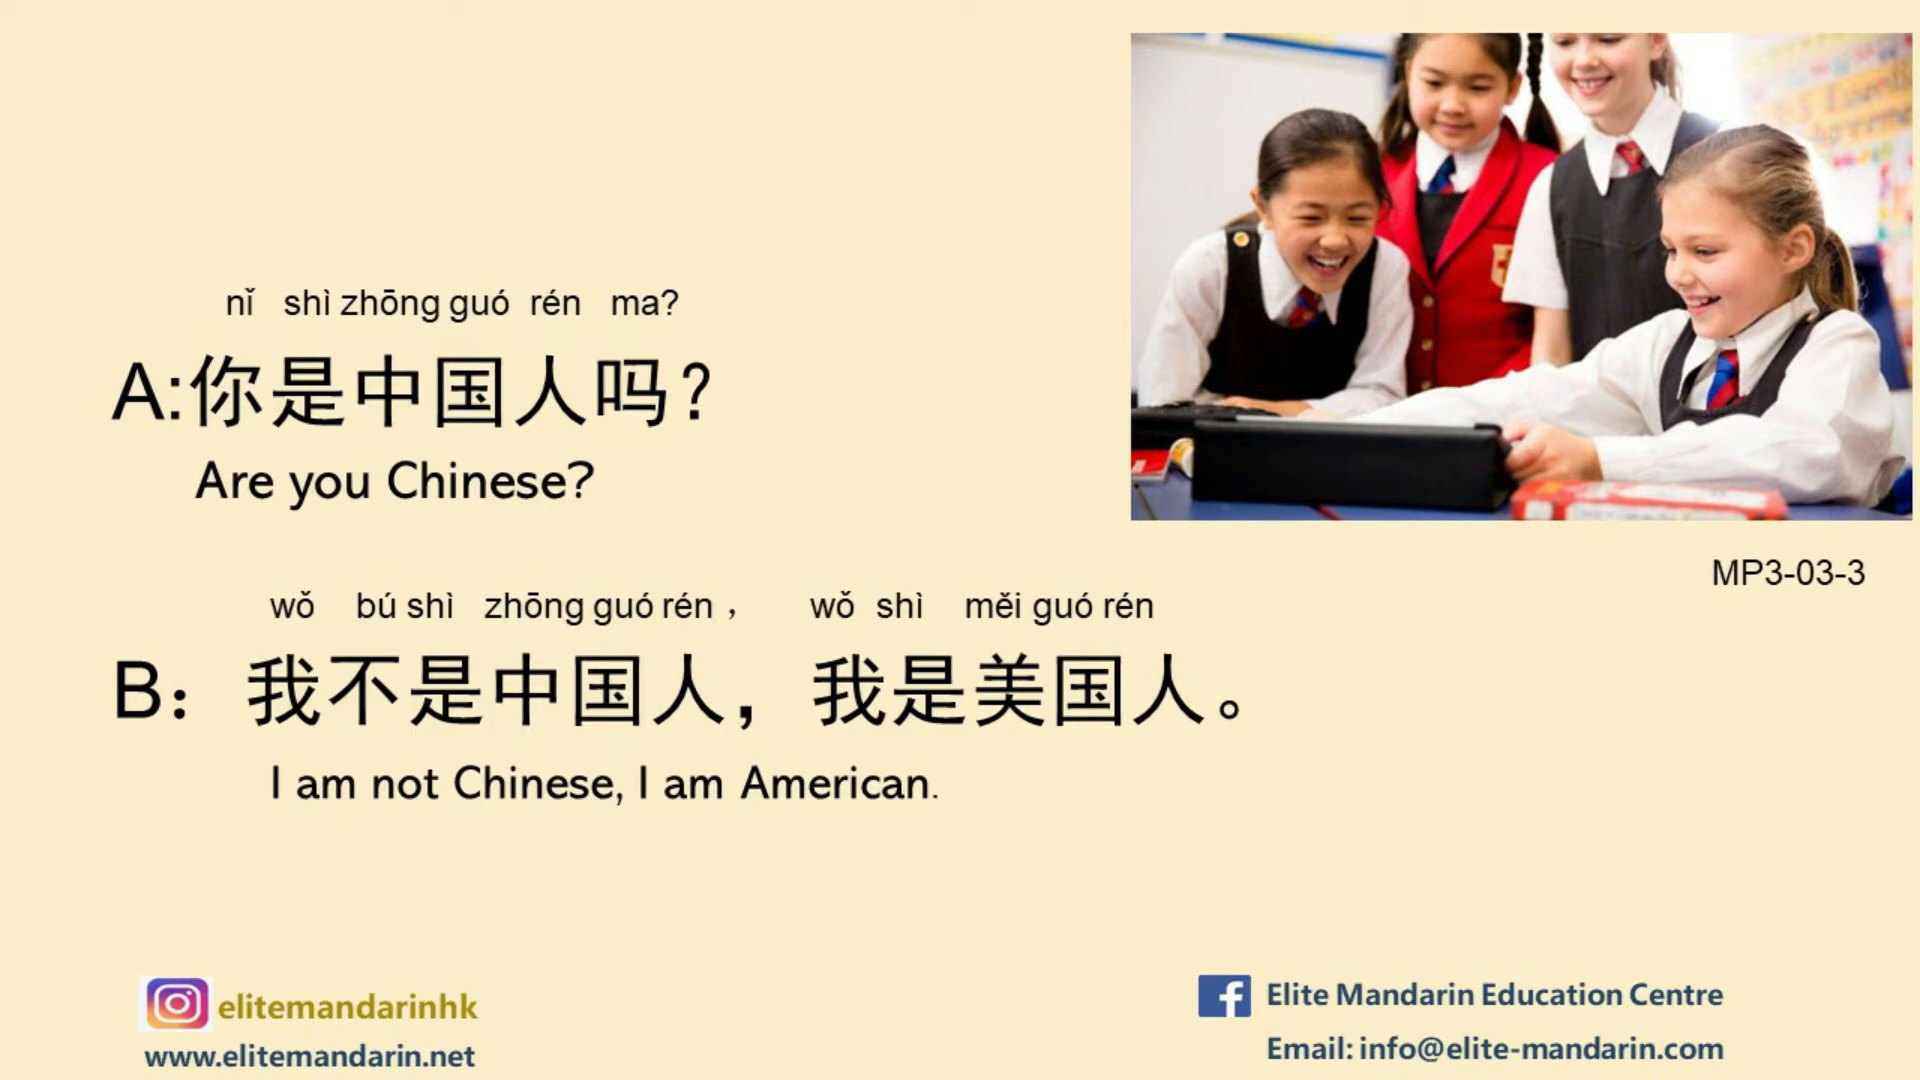 nǐ shì zhōng guó rén ma?
A:你是中国人吗？
Are you Chinese?
MP3-03-3
wǒ bú shì zhōng guó rén， wǒ shì měi guó rén
B：我不是中国人，我是美国人。
I am not Chinese, I am American.
elitemandarinhk
www.elitemandarin.net
Elite Mandarin Education Centre
Email: info@elite-mandarin.com